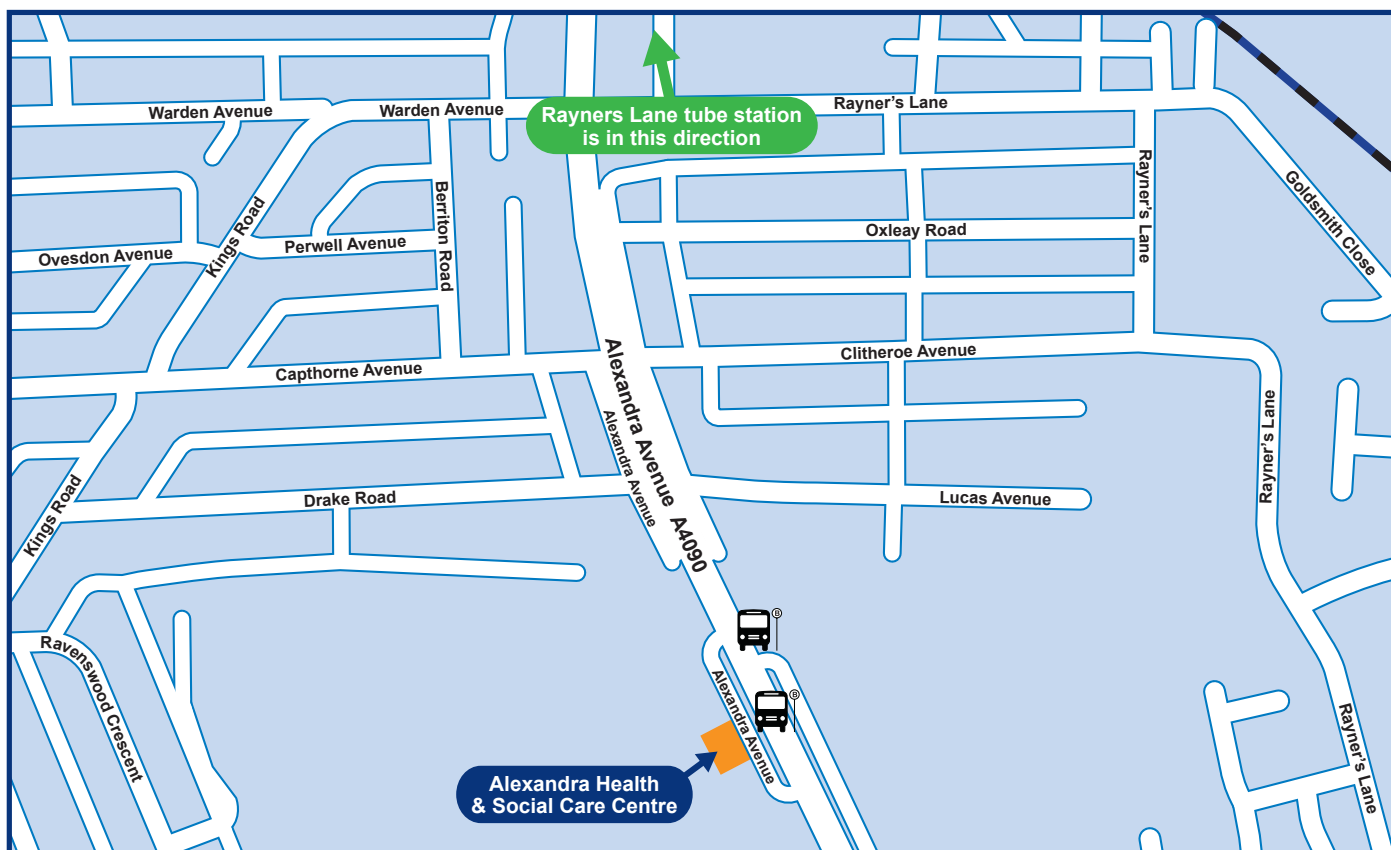 Warden Avenue
Warden Avenue
Rayners Lane tube station
is in this direction
Rayner's Lane
Rayner's Lane
Goldsmith Close
Kings Road
Berriton Road
Ovesdon Avenue
Perwell Avenue
Oxleay Road
Capthorne Avenue
Alexandra Avenue A4090
Alexandra Avenue
Clitheroe Avenue
Rayner's Lane
Kings Road
Drake Road
Lucas Avenue
B
Ravenswood Crescent
Alexandra Avenue
B
Rayner's Lane
Alexandra Health
& Social Care Centre